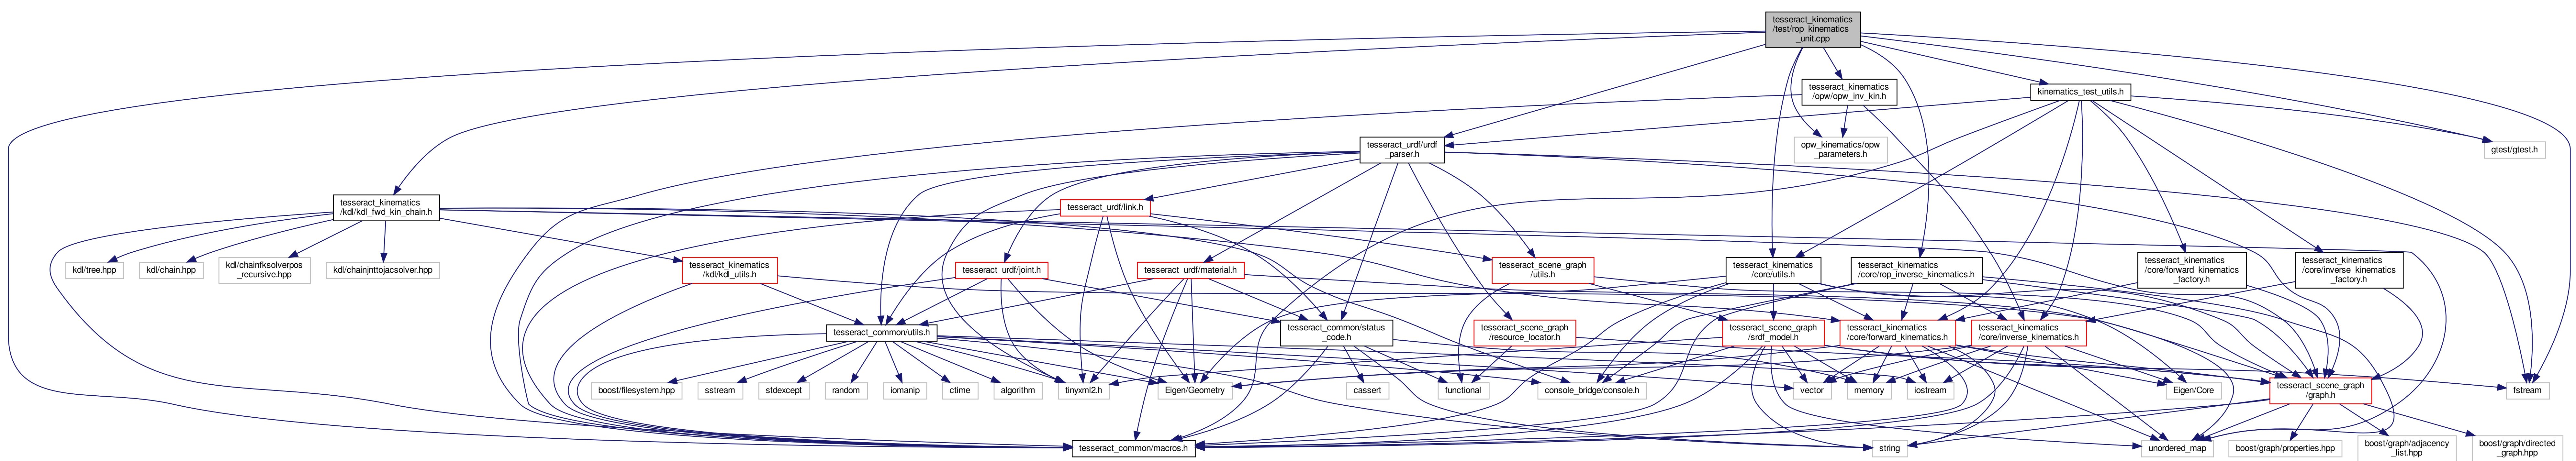 tesseract_kinematics
/test/rop_kinematics
_unit.cpp
tesseract_kinematics
/opw/opw_inv_kin.h
kinematics_test_utils.h
tesseract_urdf/urdf
_parser.h
opw_kinematics/opw
_parameters.h
gtest/gtest.h
tesseract_kinematics
/kdl/kdl_fwd_kin_chain.h
tesseract_urdf/link.h
kdl/tree.hpp
kdl/chain.hpp
kdl/chainfksolverpos
_recursive.hpp
kdl/chainjnttojacsolver.hpp
tesseract_kinematics
/kdl/kdl_utils.h
tesseract_urdf/joint.h
tesseract_urdf/material.h
tesseract_scene_graph
/utils.h
tesseract_kinematics
/core/utils.h
tesseract_kinematics
/core/rop_inverse_kinematics.h
tesseract_kinematics
/core/forward_kinematics
_factory.h
tesseract_kinematics
/core/inverse_kinematics
_factory.h
tesseract_common/utils.h
tesseract_common/status
_code.h
tesseract_scene_graph
/resource_locator.h
tesseract_scene_graph
/srdf_model.h
tesseract_kinematics
/core/forward_kinematics.h
tesseract_kinematics
/core/inverse_kinematics.h
boost/filesystem.hpp
sstream
stdexcept
random
iomanip
ctime
algorithm
tinyxml2.h
Eigen/Geometry
cassert
functional
console_bridge/console.h
vector
memory
iostream
Eigen/Core
tesseract_scene_graph
/graph.h
fstream
tesseract_common/macros.h
string
unordered_map
boost/graph/properties.hpp
boost/graph/adjacency
_list.hpp
boost/graph/directed
_graph.hpp